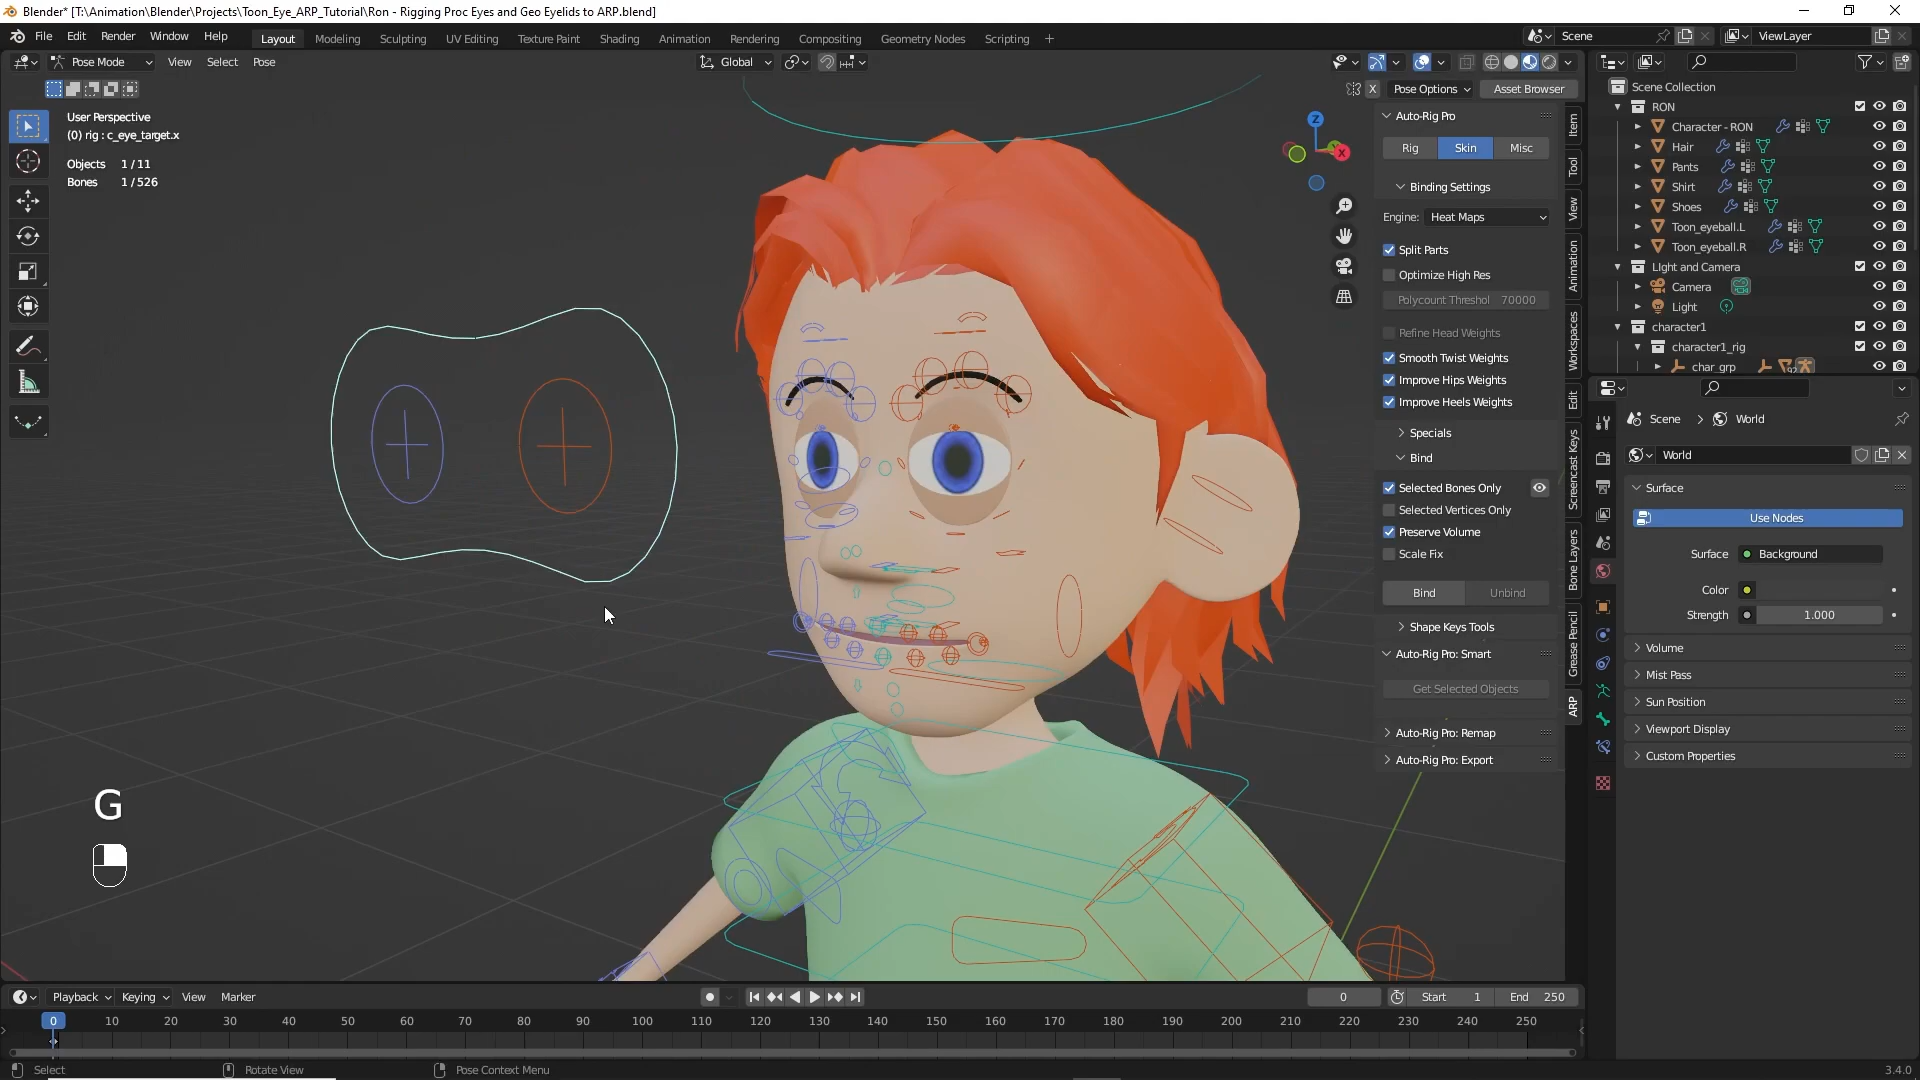 Blender* [T:\Animation\Blender\Projects\Toon_Eye_ARP_Tutorial\Ron - Rigging Proc Eyes and Geo Eyelids to ARP.blend]
File Edit Render Window Help Layout Modeling Sculpting UV Editing Texture Paint Shading Animation Rendering Compositing Geometry Nodes Scripting + Scene ViewLayer
Pose Mode View Select Pose Global
X Pose Options Asset Browser
User Perspective
(0) rig : c_eye_target.x
Objects 1 / 11
Bones 1 / 526
Z
X
Auto-Rig Pro
Rig Skin Misc
Binding Settings
Engine: Heat Maps
Split Parts
Optimize High Res
Polycount Threshol 70000
Refine Head Weights
Smooth Twist Weights
Improve Hips Weights
Improve Heels Weights
Specials
Bind
Selected Bones Only
Selected Vertices Only
Preserve Volume
Scale Fix
Bind Unbind
Shape Keys Tools
Auto-Rig Pro: Smart
Get Selected Objects
Auto-Rig Pro: Remap
Auto-Rig Pro: Export
Item
Tool
View
Animation
Workspaces
Edit
Screencast Keys
Bone Layers
Grease Pencil
ARP
Scene Collection
RON
Character - RON
Hair
Pants
Shirt
Shoes
Toon_eyeball.L
Toon_eyeball.R
LIght and Camera
Camera
Light
character1
character1_rig
char grp
92
Scene > World
World
Surface
Use Nodes
Surface Background
Color
Strength 1.000
Volume
Mist Pass
Sun Position
Viewport Display
Custom Properties
G
Playback Keying View Marker 0 Start 1 End 250
0 10 20 30 40 50 60 70 80 90 100 110 120 130 140 150 160 170 180 190 200 210 220 230 240 250
Select Rotate View Pose Context Menu 3.4.0